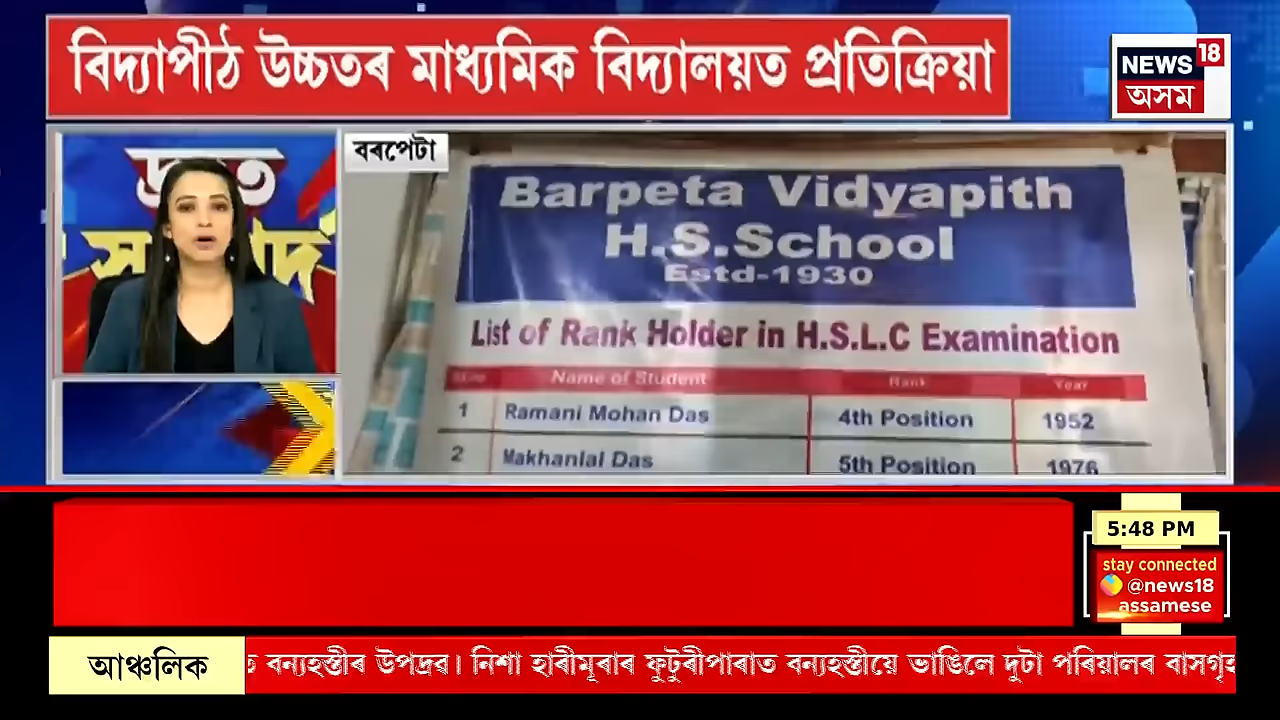 বিদ্যাপীঠ উচ্চতৰ মাধ্যমিক বিদ্যালয়ত প্ৰতিক্ৰিয়া
NEWS 18
অসম
বৰপেটা
দ্ৰুত
Barpeta Vidyapith
H.S.School
Estd-1930
List of Rank Holder in H.S.L.C Examination
Name of Student Rank Year
1 Ramani Mohan Das 4th Position 1952
2 Makhanlal Das 5th Position 1976
5:48 PM
stay connected
@news18
assamese
আঞ্চলিক
বন্যহস্তীৰ উপদ্ৰৱ। নিশা হাৰীমূৰাৰ ফুটুৰীপাৰাত বন্যহস্তীয়ে ভাঙিলে দুটা পৰিয়ালৰ বাসগৃহ